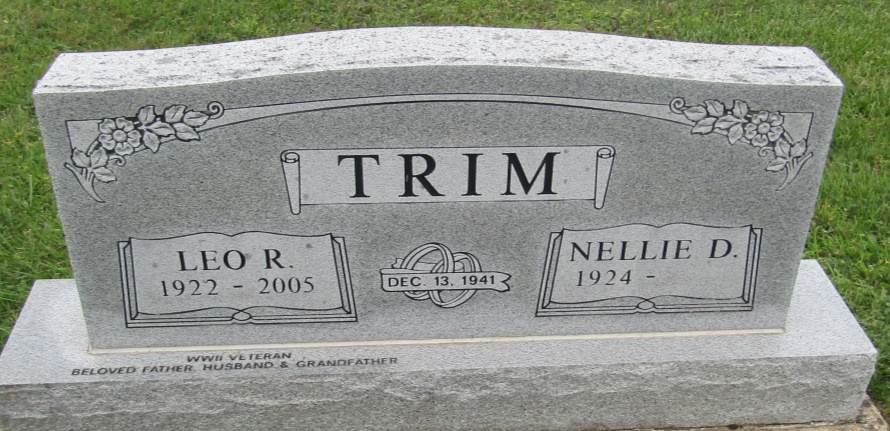 TRIM
LEO R.
1922 - 2005
DEC. 13, 1941
NELLIE D.
1924 -
WWII VETERAN
BELOVED FATHER, HUSBAND & GRANDFATHER